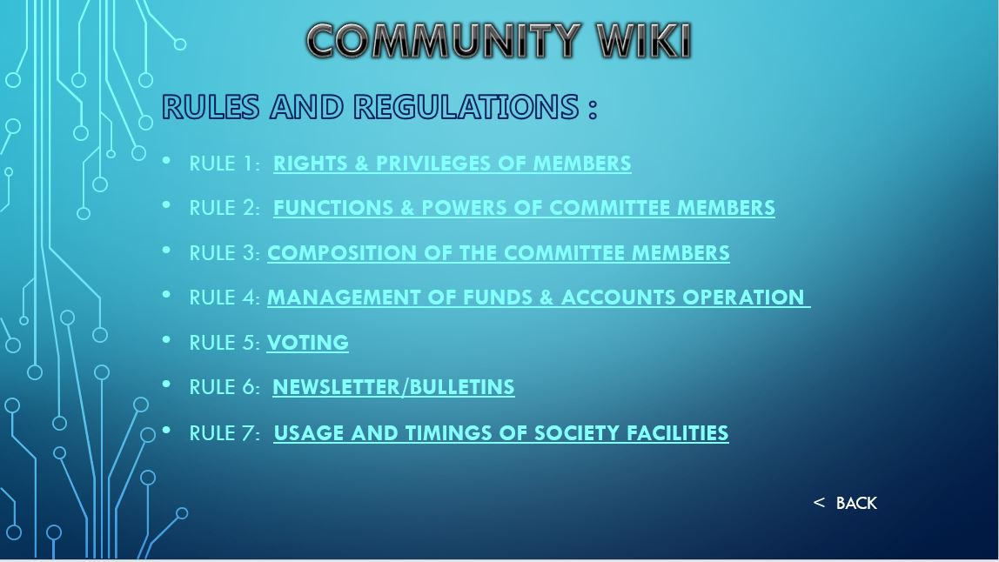 COMMUNITY WIKI
RULES AND REGULATIONS :
• RULE 1: RIGHTS & PRIVILEGES OF MEMBERS
• RULE 2: FUNCTIONS & POWERS OF COMMITTEE MEMBERS
• RULE 3: COMPOSITION OF THE COMMITTEE MEMBERS
• RULE 4: MANAGEMENT OF FUNDS & ACCOUNTS OPERATION
• RULE 5: VOTING
• RULE 6: NEWSLETTER/BULLETINS
• RULE 7: USAGE AND TIMINGS OF SOCIETY FACILITIES
< BACK